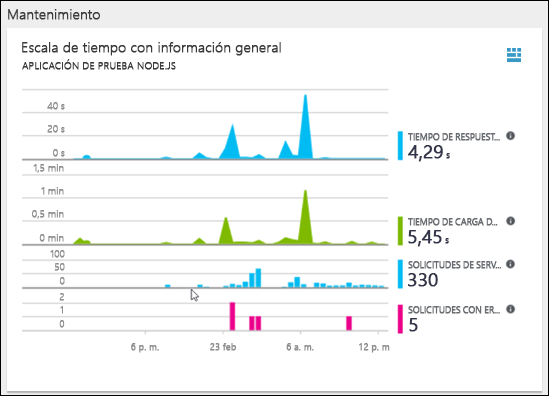 Mantenimiento
Escala de tiempo con información general
APLICACIÓN DE PRUEBA NODE.JS
40 s
20 s
0 s
TIEMPO DE RESPUEST...
4,29 s
1,5 min
1 min
0,5 min
0 min
TIEMPO DE CARGA D...
5,45 s
100
50
0
SOLICITUDES DE SERV...
330
2
1
0
SOLICITUDES CON ER...
5
6 p. m.
23 feb
6 a. m.
12 p. m